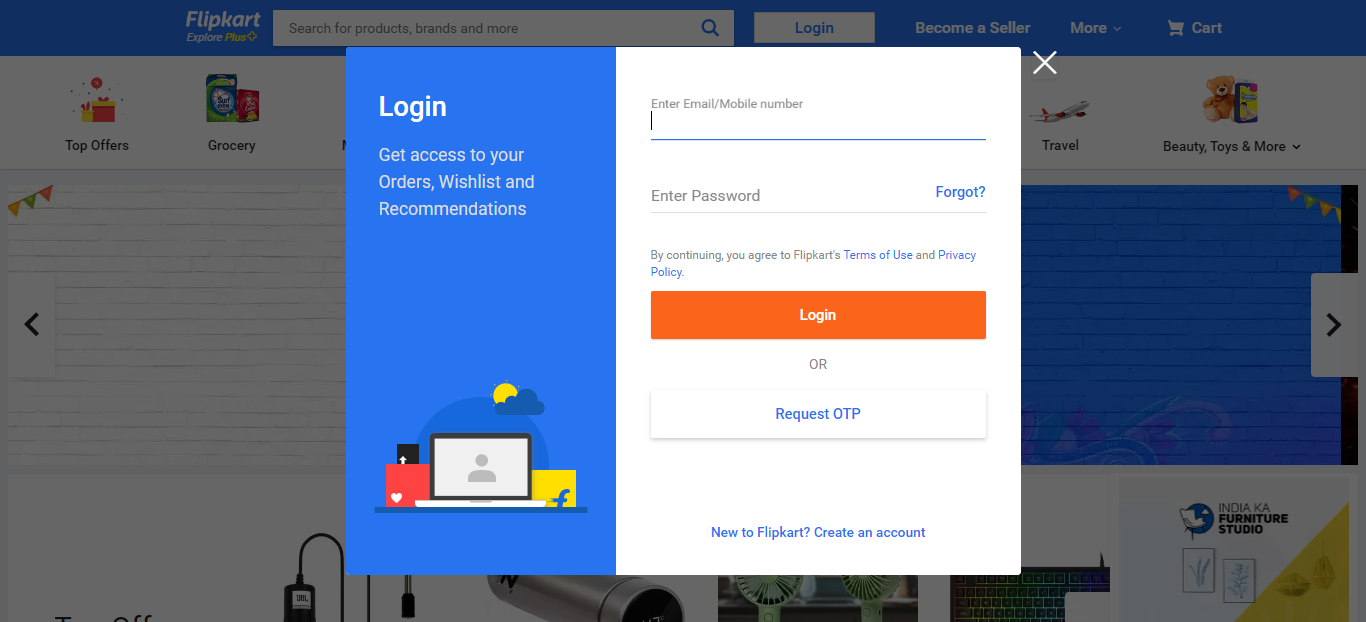 Flipkart
Explore Plus
Search for products, brands and more
Login
Become a Seller
More
Cart
Top Offers
Grocery
Travel
Beauty, Toys & More
Login
Get access to your
Orders, Wishlist and
Recommendations
Enter Email/Mobile number
Enter Password
Forgot?
By continuing, you agree to Flipkart's Terms of Use and Privacy
Policy.
Login
OR
Request OTP
New to Flipkart? Create an account
INDIA KA
FURNITURE
STUDIO
JBL